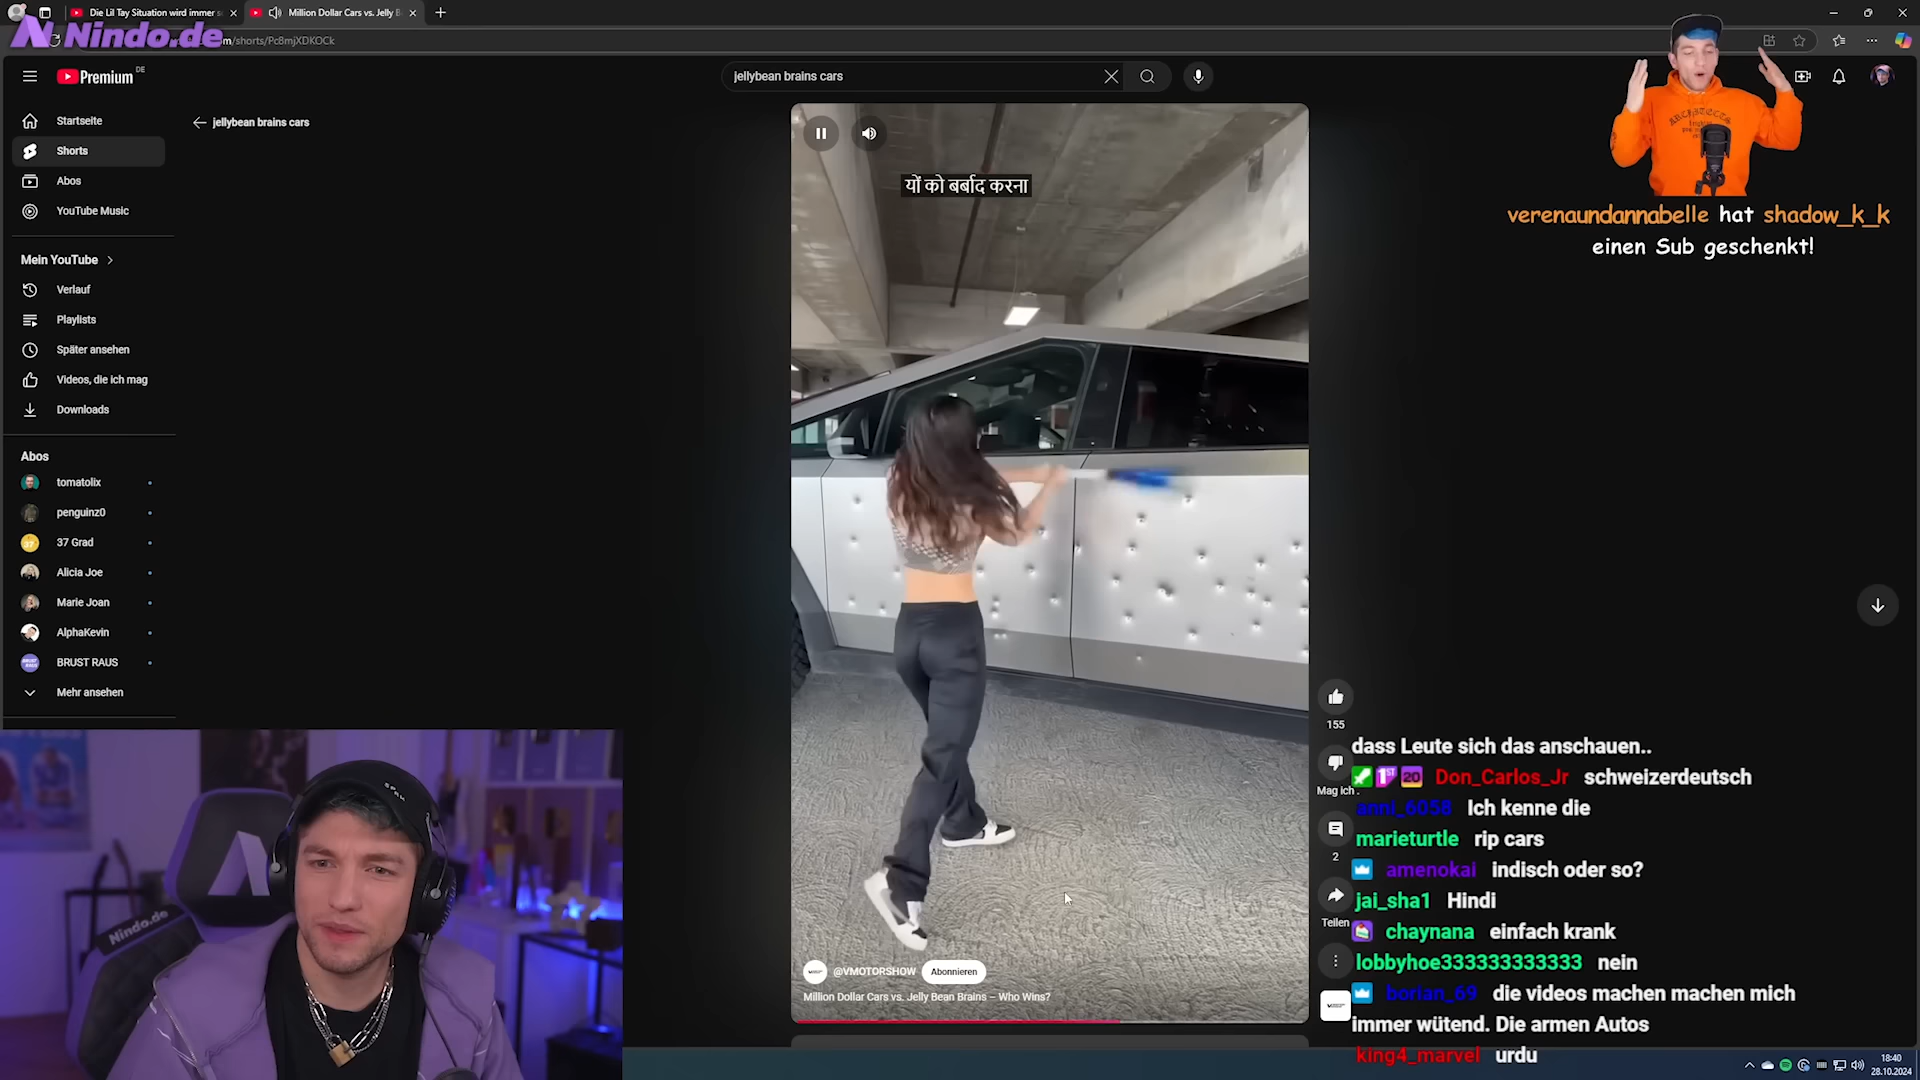 Die Lil Tay Situation wird immer s
Million Dollar Cars vs. Jelly B
Nindo.de
m/shorts/Pc8mjXDKOCk
Premium DE
jellybean brains cars
Startseite
Shorts
Abos
YouTube Music
Mein YouTube
Verlauf
Playlists
Später ansehen
Videos, die ich mag
Downloads
Abos
tomatolix
penguinz0
37 Grad
Alicia Joe
Marie Joan
AlphaKevin
BRUST RAUS
Mehr ansehen
jellybean brains cars
यों को बर्बाद करना
@VMOTORSHOW Abonnieren
Million Dollar Cars vs. Jelly Bean Brains – Who Wins?
155
Mag ich .
2
Teilen
ARCHITECTS
verenaundannabelle hat shadow_k_k
einen Sub geschenkt!
dass Leute sich das anschauen..
1ST 20 Don_Carlos_Jr schweizerdeutsch
anni_6058 Ich kenne die
marieturtle rip cars
amenokai indisch oder so?
jai_sha1 Hindi
chaynana einfach krank
lobbyhoe333333333333 nein
borian_69 die videos machen machen mich
immer wütend. Die armen Autos
king4_marvel urdu
Nindo.de
18:40
28.10.2024